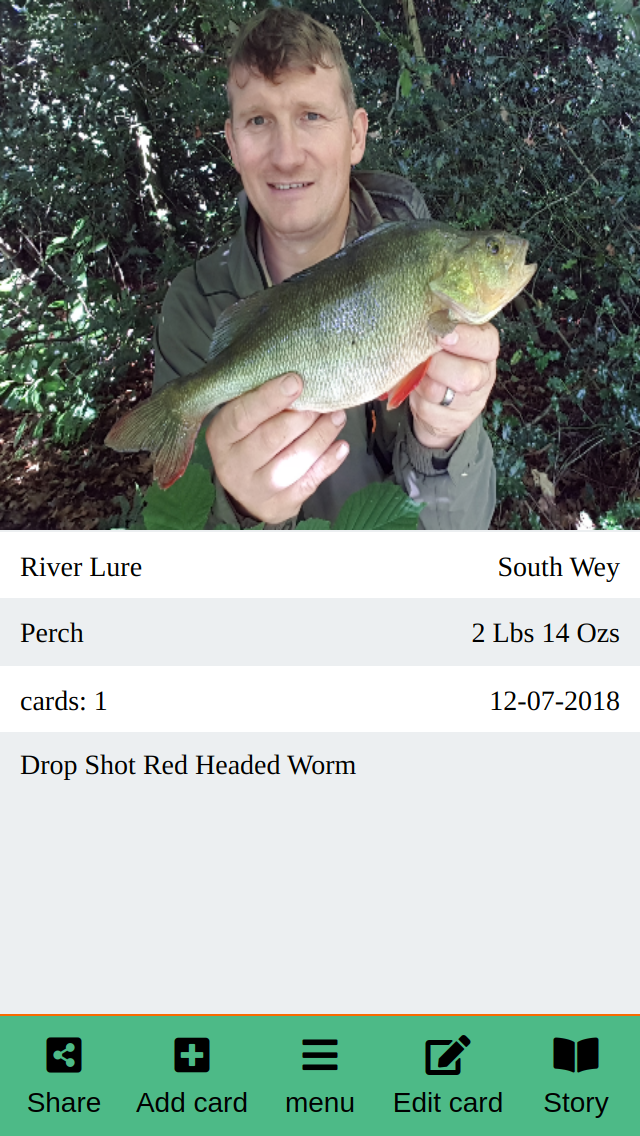 River Lure South Wey
Perch 2 Lbs 14 Ozs
cards: 1 12-07-2018
Drop Shot Red Headed Worm
Share Add card menu Edit card Story